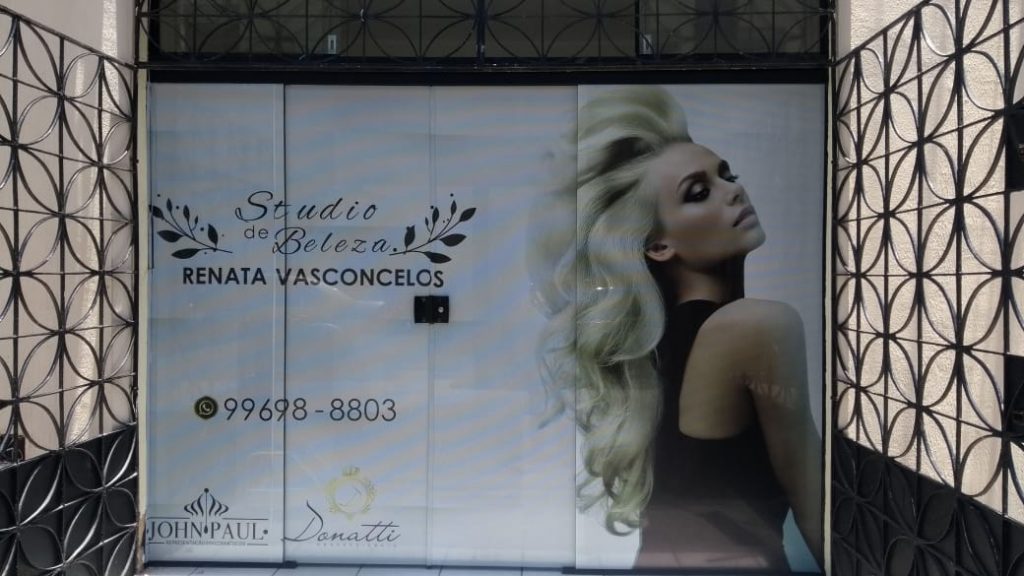 Studio
de Beleza
RENATA VASCONCELOS
99698-8803
JOHN PAUL
Donatti